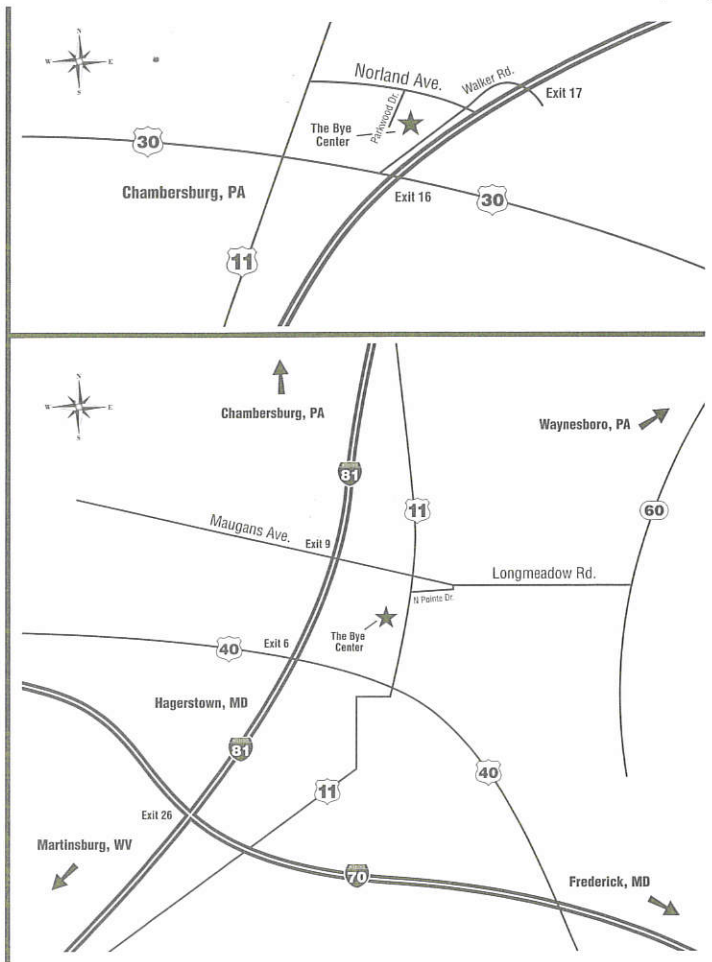 N
W E
S
Norland Ave.
Walker Rd.
Exit 17
Parkwood Dr.
The Bye
Center
30
Chambersburg, PA
Exit 16
30
11
N
W E
S
Chambersburg, PA
Waynesboro, PA
81
11
60
Maugans Ave.
Exit 9
Longmeadow Rd.
N Pointe Dr.
The Bye
Center
Exit 6
40
Hagerstown, MD
81
40
11
Exit 26
Martinsburg, WV
70
Frederick, MD